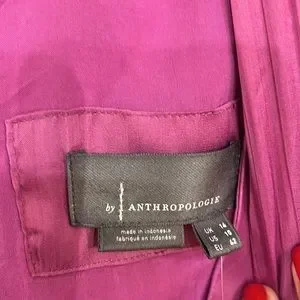 by ANTHROPOLOGIE
made in indonesia
fabriqué en indonésie
UK 14
US 10
EU 42